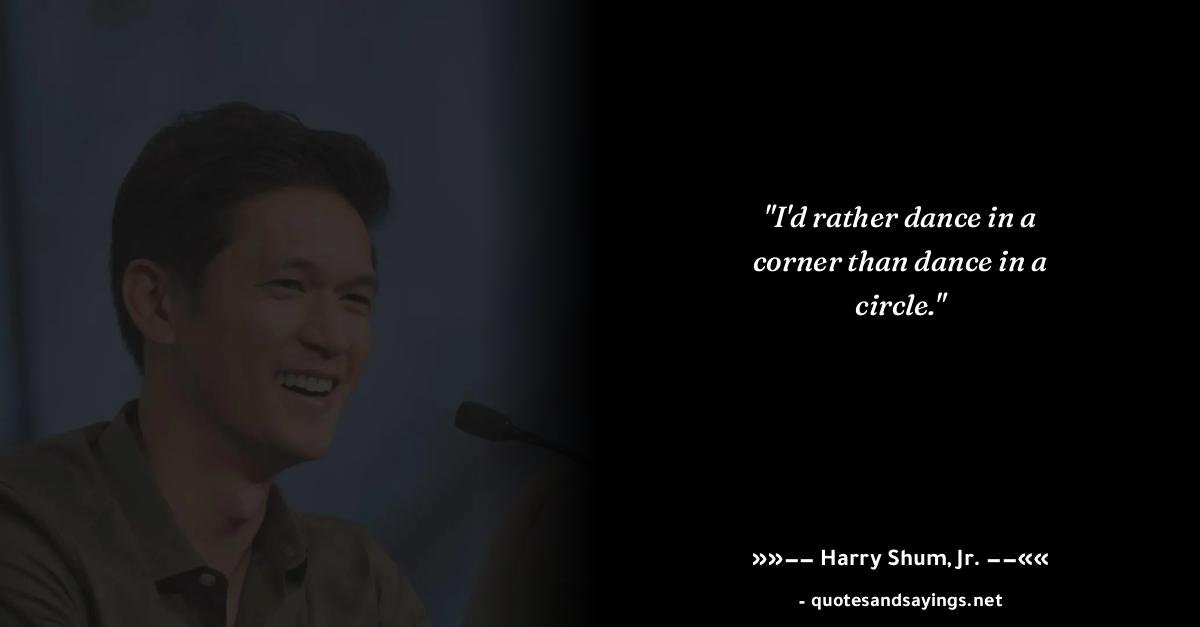 "I'd rather dance in a
corner than dance in a
circle."
»»−− Harry Shum, Jr. −−««
- quotesandsayings.net